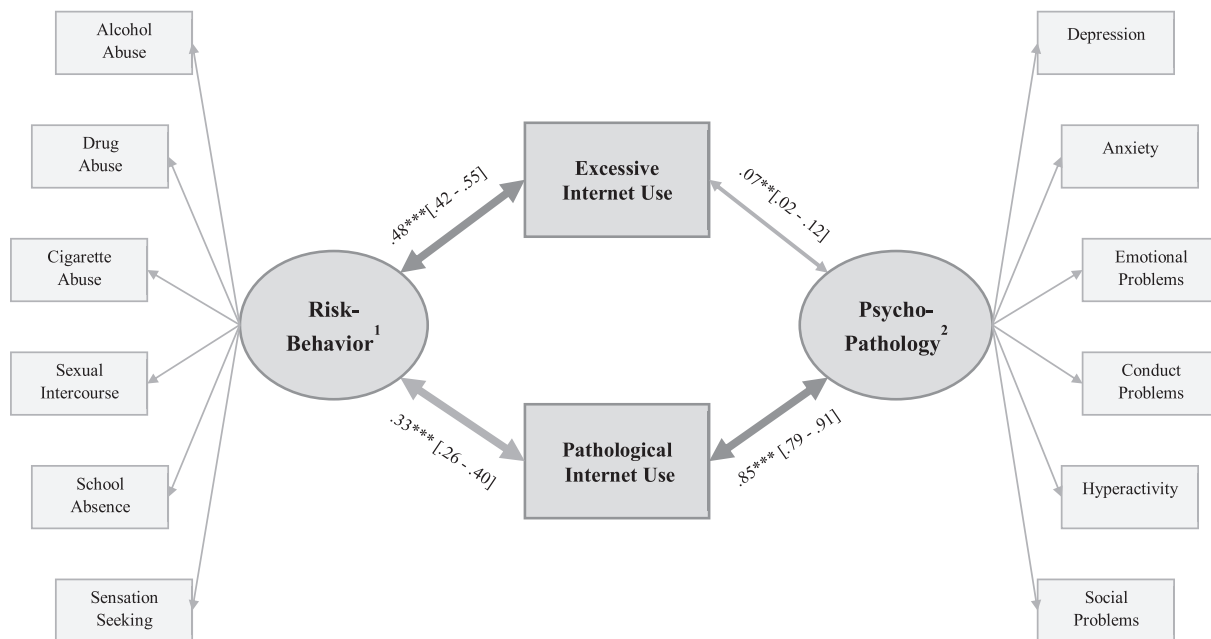 Alcohol
Abuse
Drug
Abuse
Cigarette
Abuse
Sexual
Intercourse
School
Absence
Sensation
Seeking
Risk-
Behavior1
.48***[.42 - .55]
.33*** [.26 - .40]
Excessive
Internet Use
Pathological
Internet Use
.07**[.02 - .12]
.85*** [.79 - .91]
Psycho-
Pathology2
Depression
Anxiety
Emotional
Problems
Conduct
Problems
Hyperactivity
Social
Problems